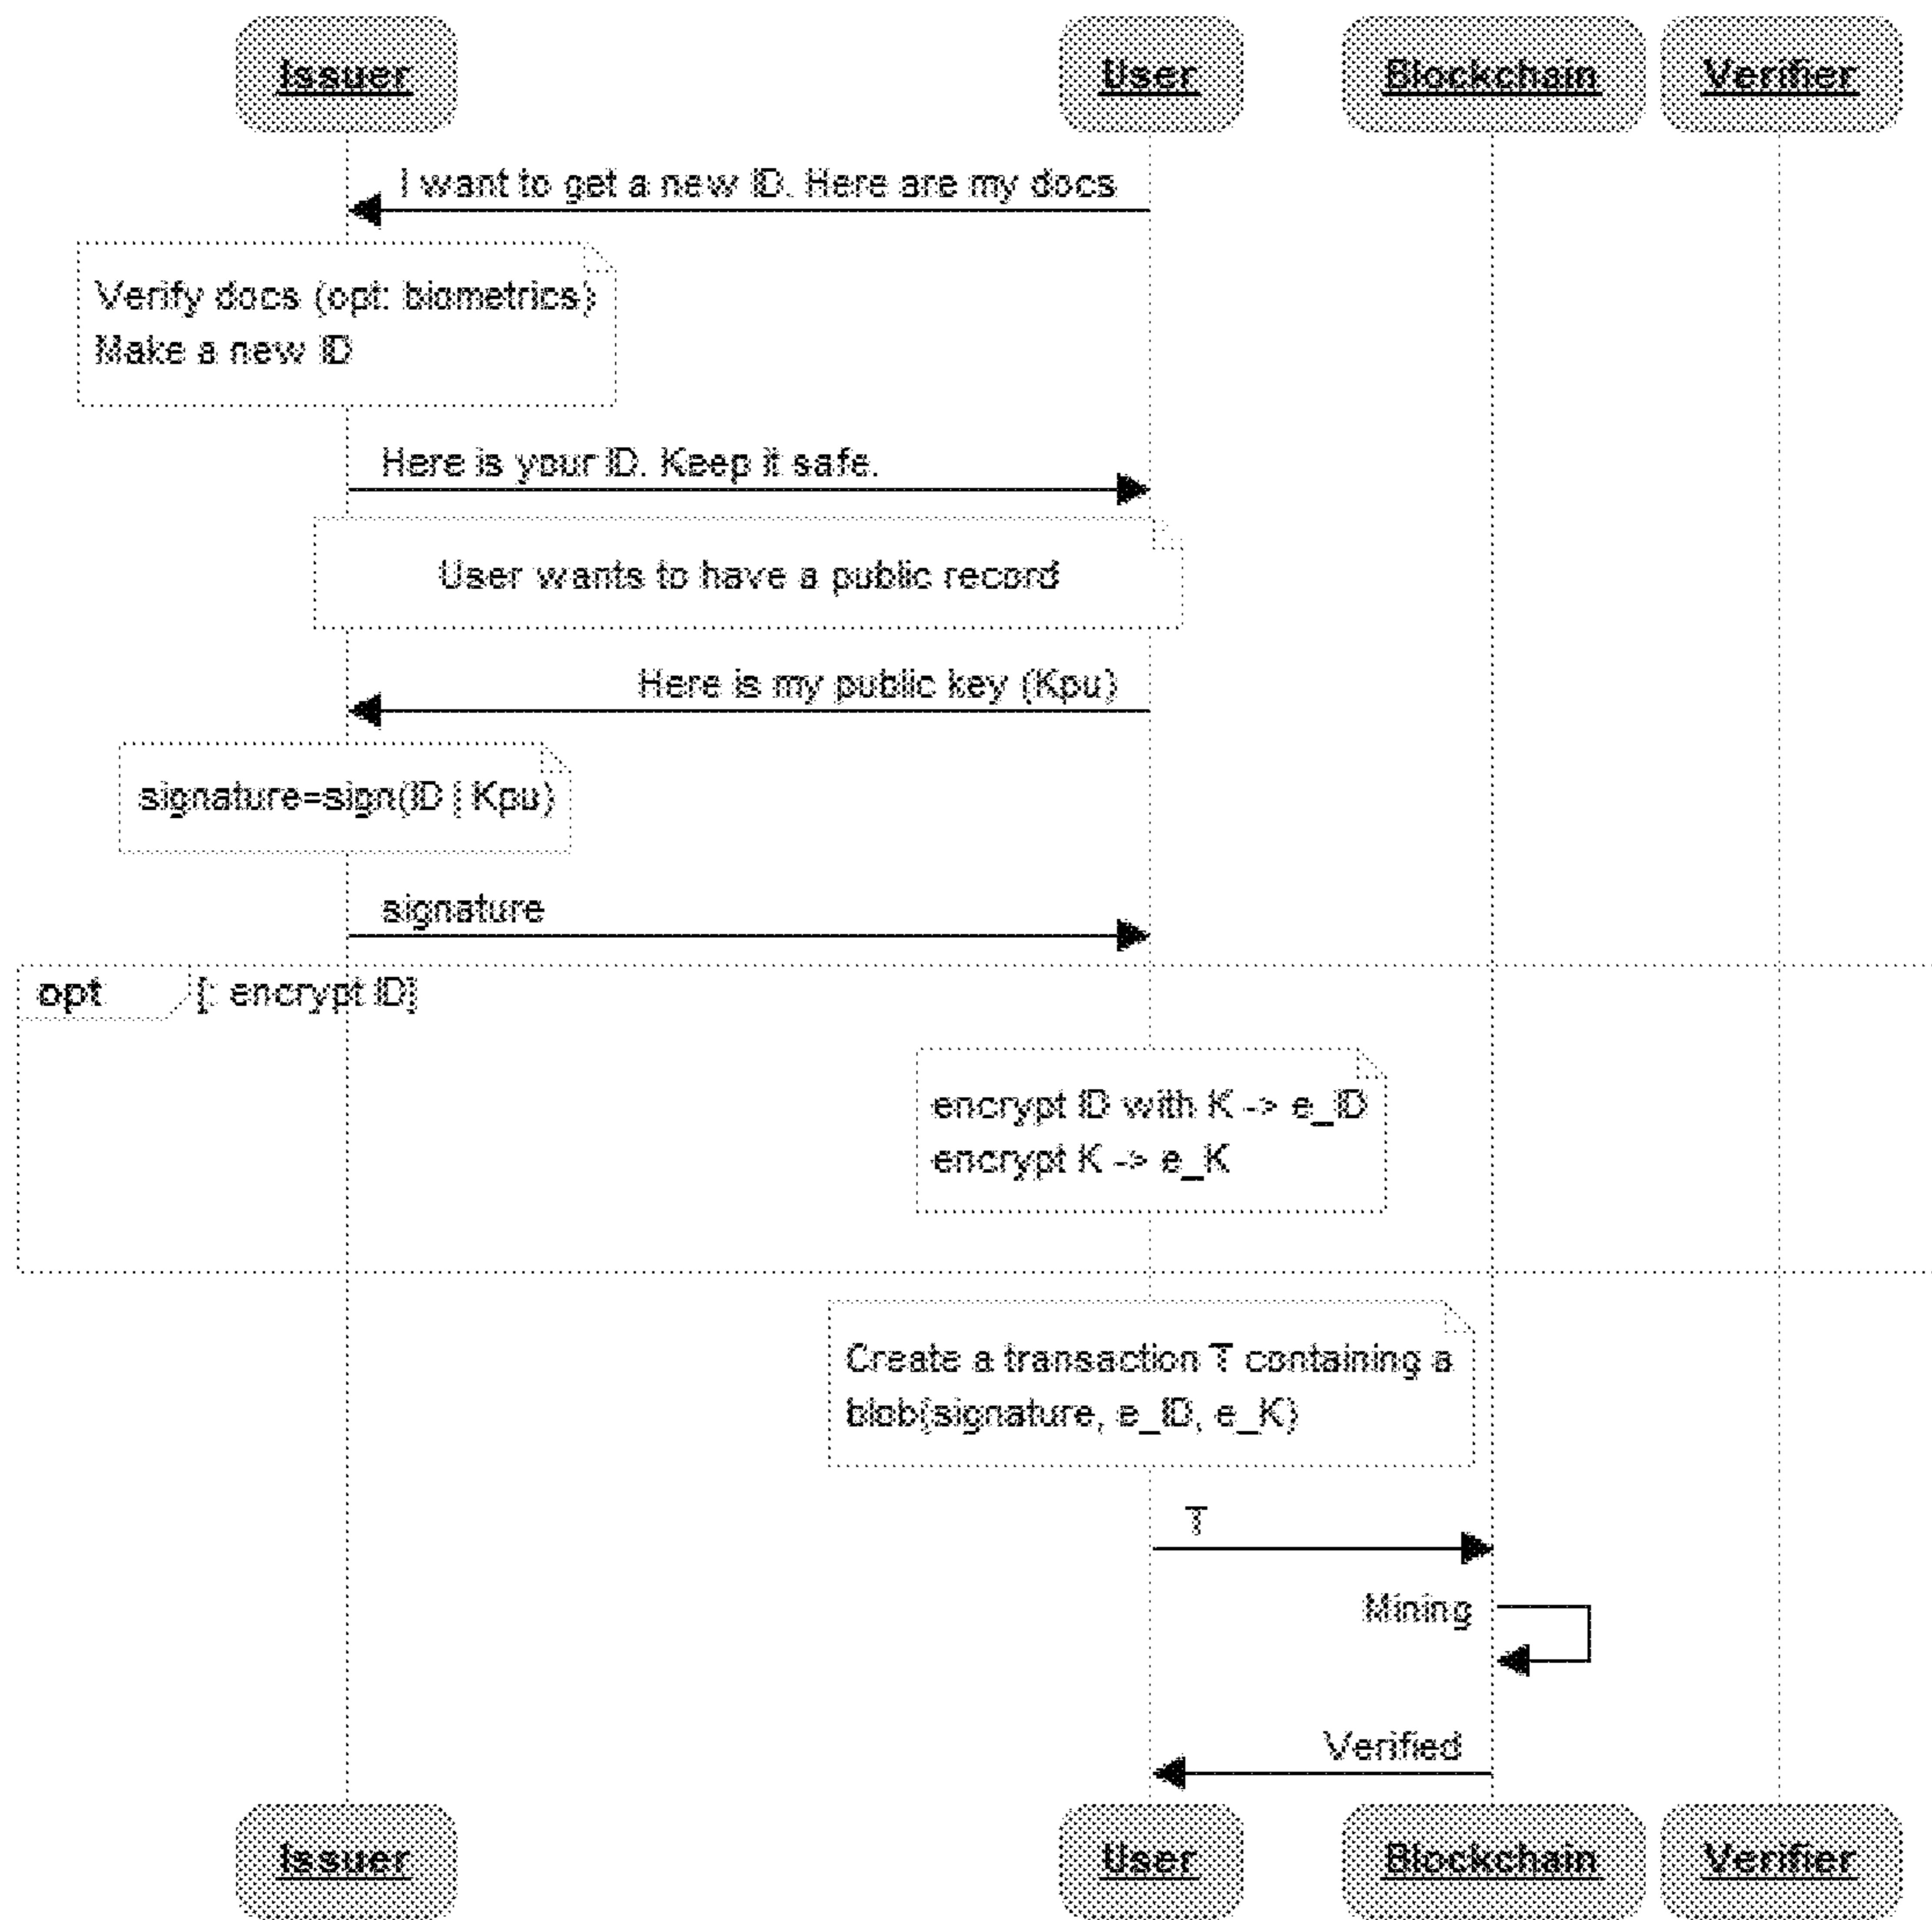 Issuer User Blockchain Verifier
I want to get a new ID. Here are my docs
Verify docs (opt: biometrics)
Make a new ID
Here is your ID. Keep it safe.
User wants to have a public record
Here is my public key (Kpu)
signature=sign(ID | Kpu)
signature
opt [: encrypt ID]
encrypt ID with K -> e_ID
encrypt K -> e_K
Create a transaction T containing a
blob(signature, e_ID, e_K)
T
Mining
Verified
Issuer User Blockchain Verifier